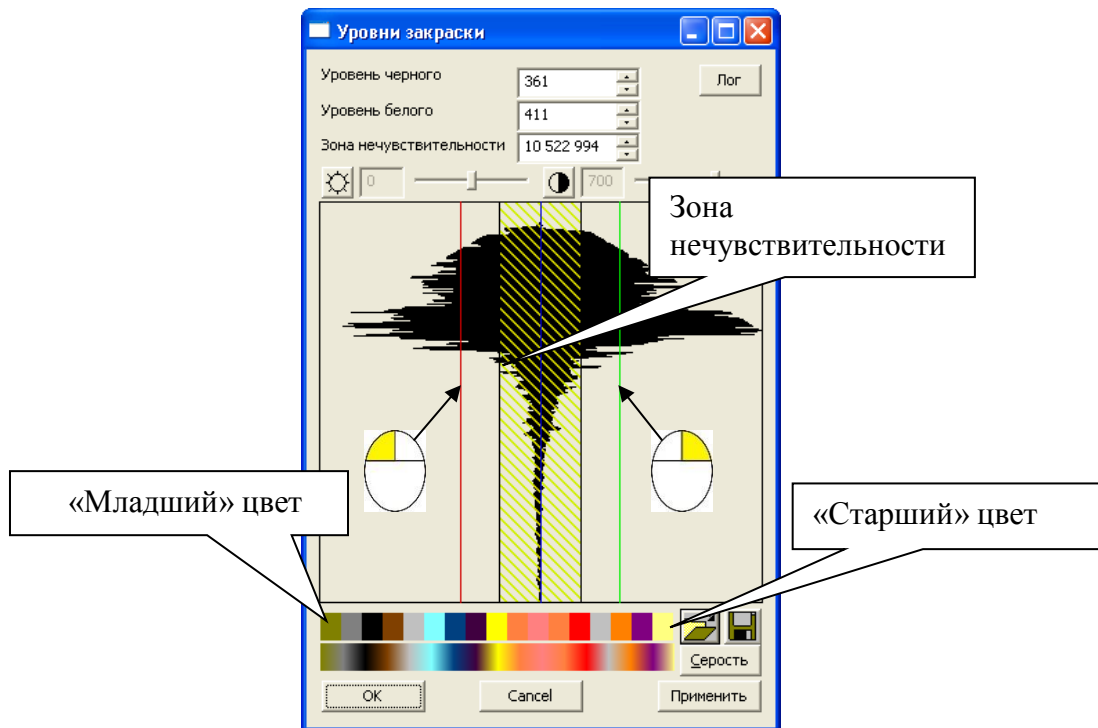 Уровни закраски
Уровень черного
361
Лог
Уровень белого
411
Зона нечувствительности
10 522 994
0
700
Зона
нечувствительности
«Младший» цвет
«Старший» цвет
Серость
OK
Cancel
Применить